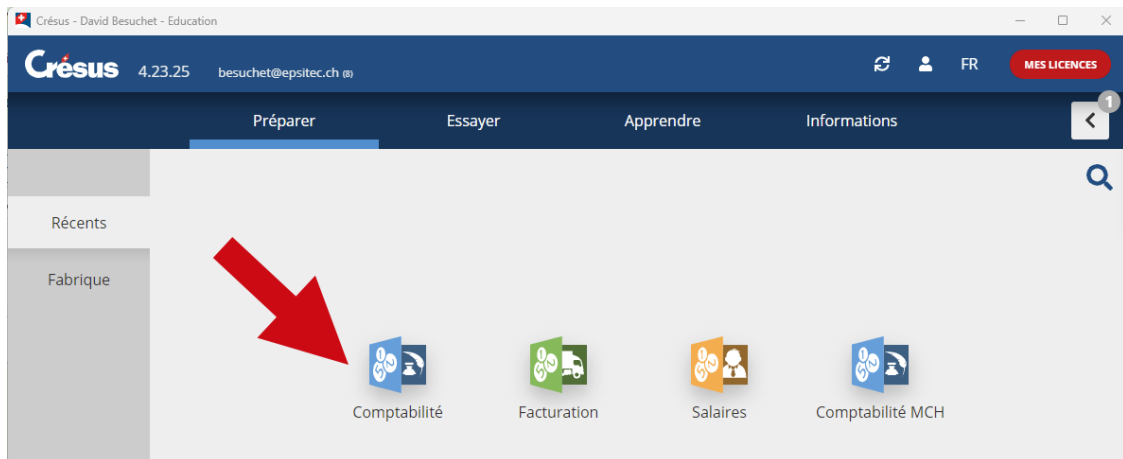 Crésus - David Besuchet - Education
Crésus 4.23.25 besuchet@epsitec.ch (8) FR MES LICENCES
Préparer Essayer Apprendre Informations 1
Récents
Fabrique
Comptabilité Facturation Salaires Comptabilité MCH